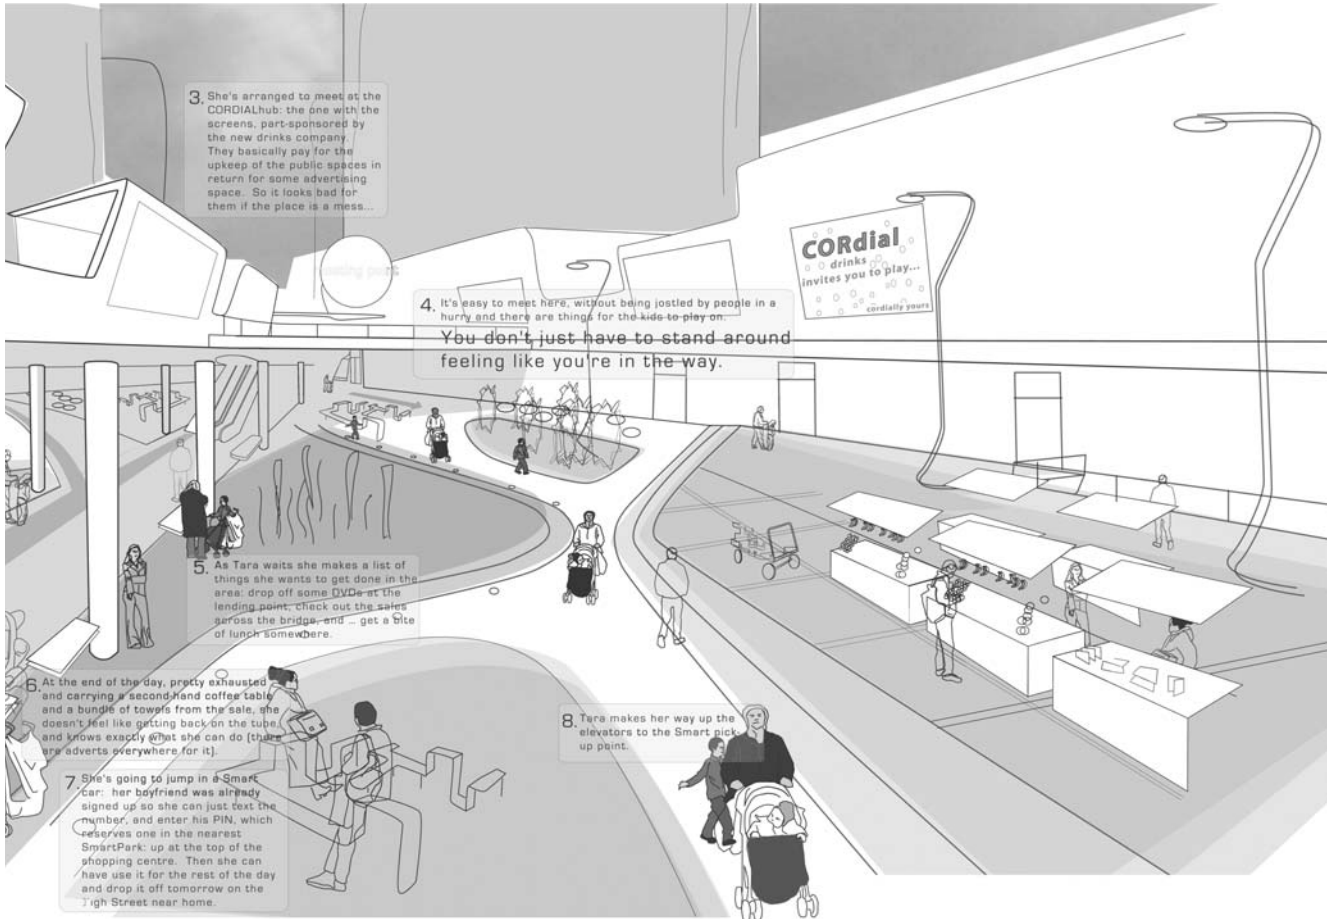 3. She's arranged to meet at the
CORDIALhub: the one with the
screens, part-sponsored by
the new drinks company.
They basically pay for the
upkeep of the public spaces in
return for some advertising
space. So it looks bad for
them if the place is a mess...
meeting point
CORdial
drinks
invites you to play...
cordially yours
4. It's easy to meet here, without being jostled by people in a
hurry and there are things for the kids to play on.
You don't just have to stand around
feeling like you're in the way.
5. As Tara waits she makes a list of
things she wants to get done in the
area: drop off some DVDs at the
lending point, check out the sales
across the bridge, and ... get a bite
of lunch somewhere.
6. At the end of the day, pretty exhausted
and carrying a second-hand coffee table
and a bundle of towels from the sale, she
doesn't feel like getting back on the tube,
and knows exactly what she can do (there
are adverts everywhere for it).
7. She's going to jump in a Smart
car: her boyfriend was already
signed up so she can just text the
number, and enter his PIN, which
reserves one in the nearest
SmartPark: up at the top of the
shopping centre. Then she can
have use it for the rest of the day
and drop it off tomorrow on the
High Street near home.
8. Tara makes her way up the
elevators to the Smart pick-
up point.